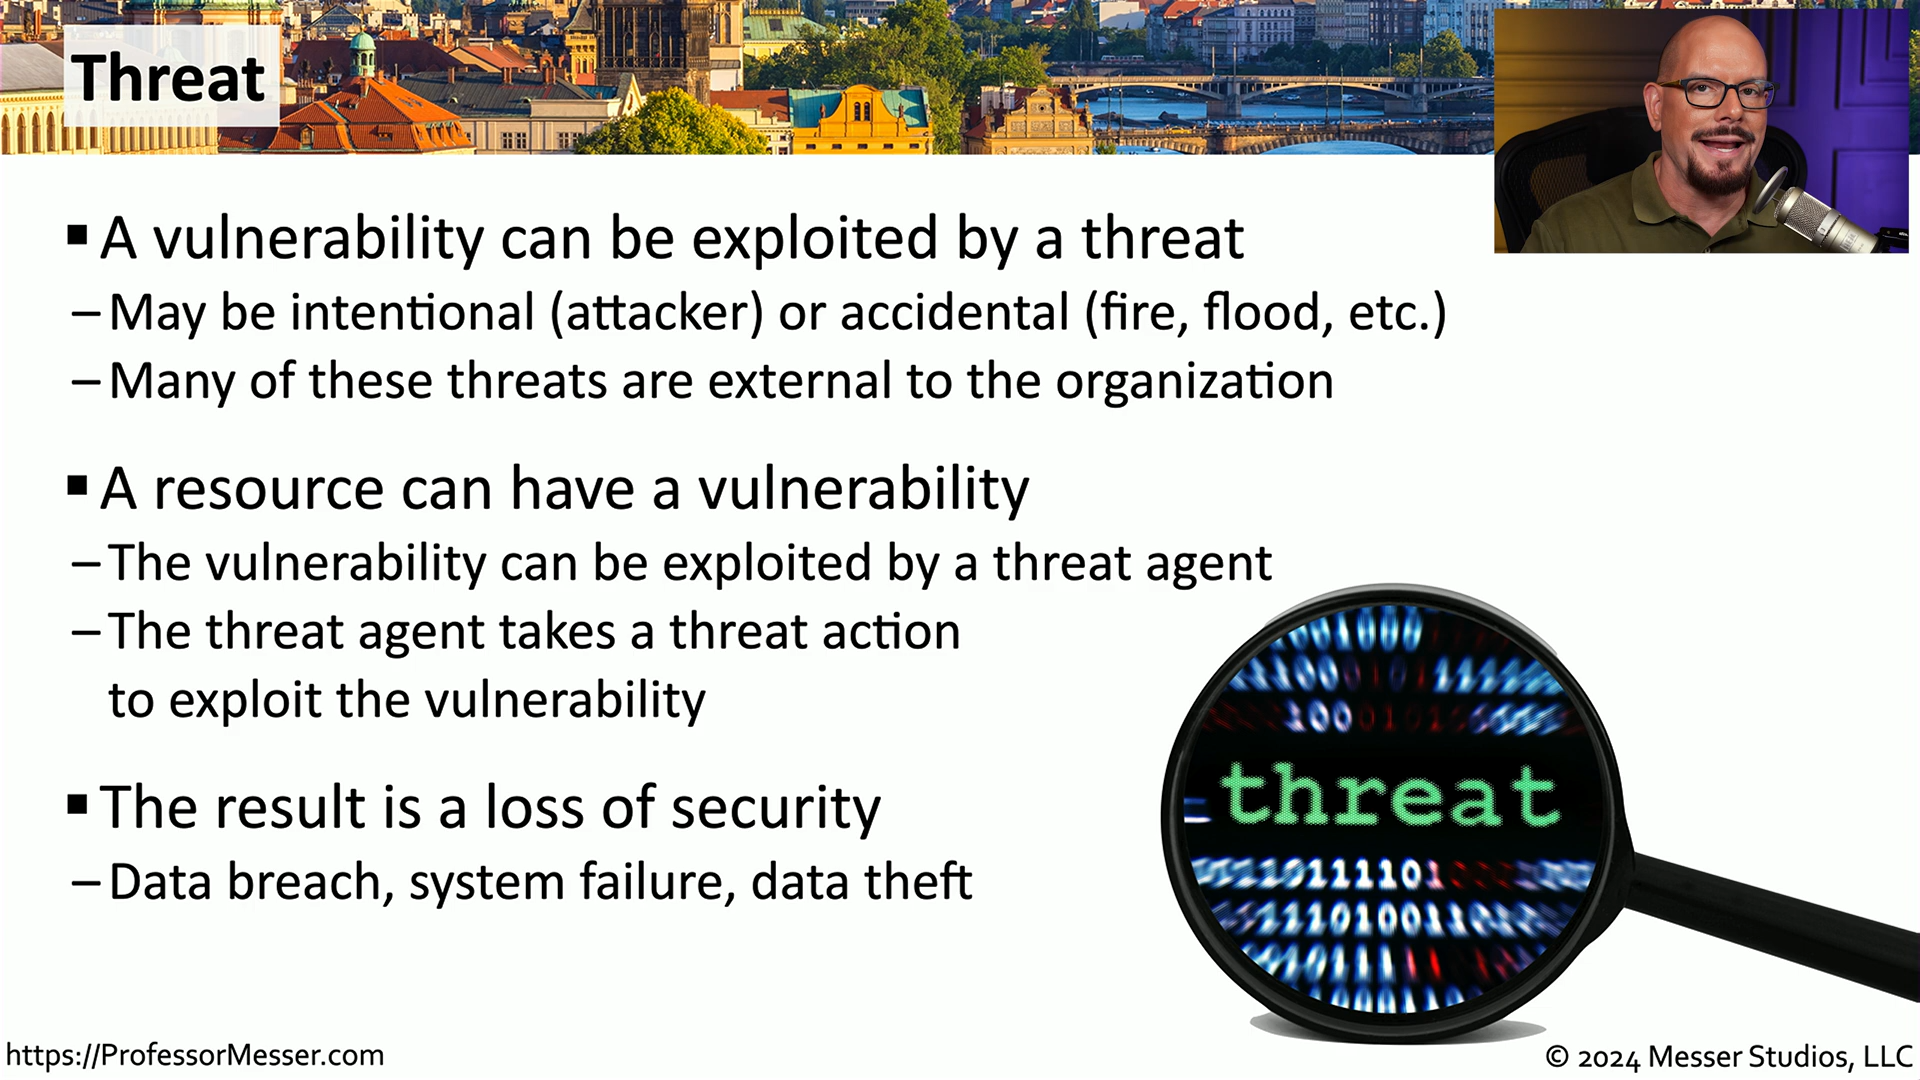 Threat
▪ A vulnerability can be exploited by a threat
– May be intentional (attacker) or accidental (fire, flood, etc.)
– Many of these threats are external to the organization
▪ A resource can have a vulnerability
– The vulnerability can be exploited by a threat agent
– The threat agent takes a threat action
to exploit the vulnerability
▪ The result is a loss of security
– Data breach, system failure, data theft
threat
https://ProfessorMesser.com
© 2024 Messer Studios, LLC